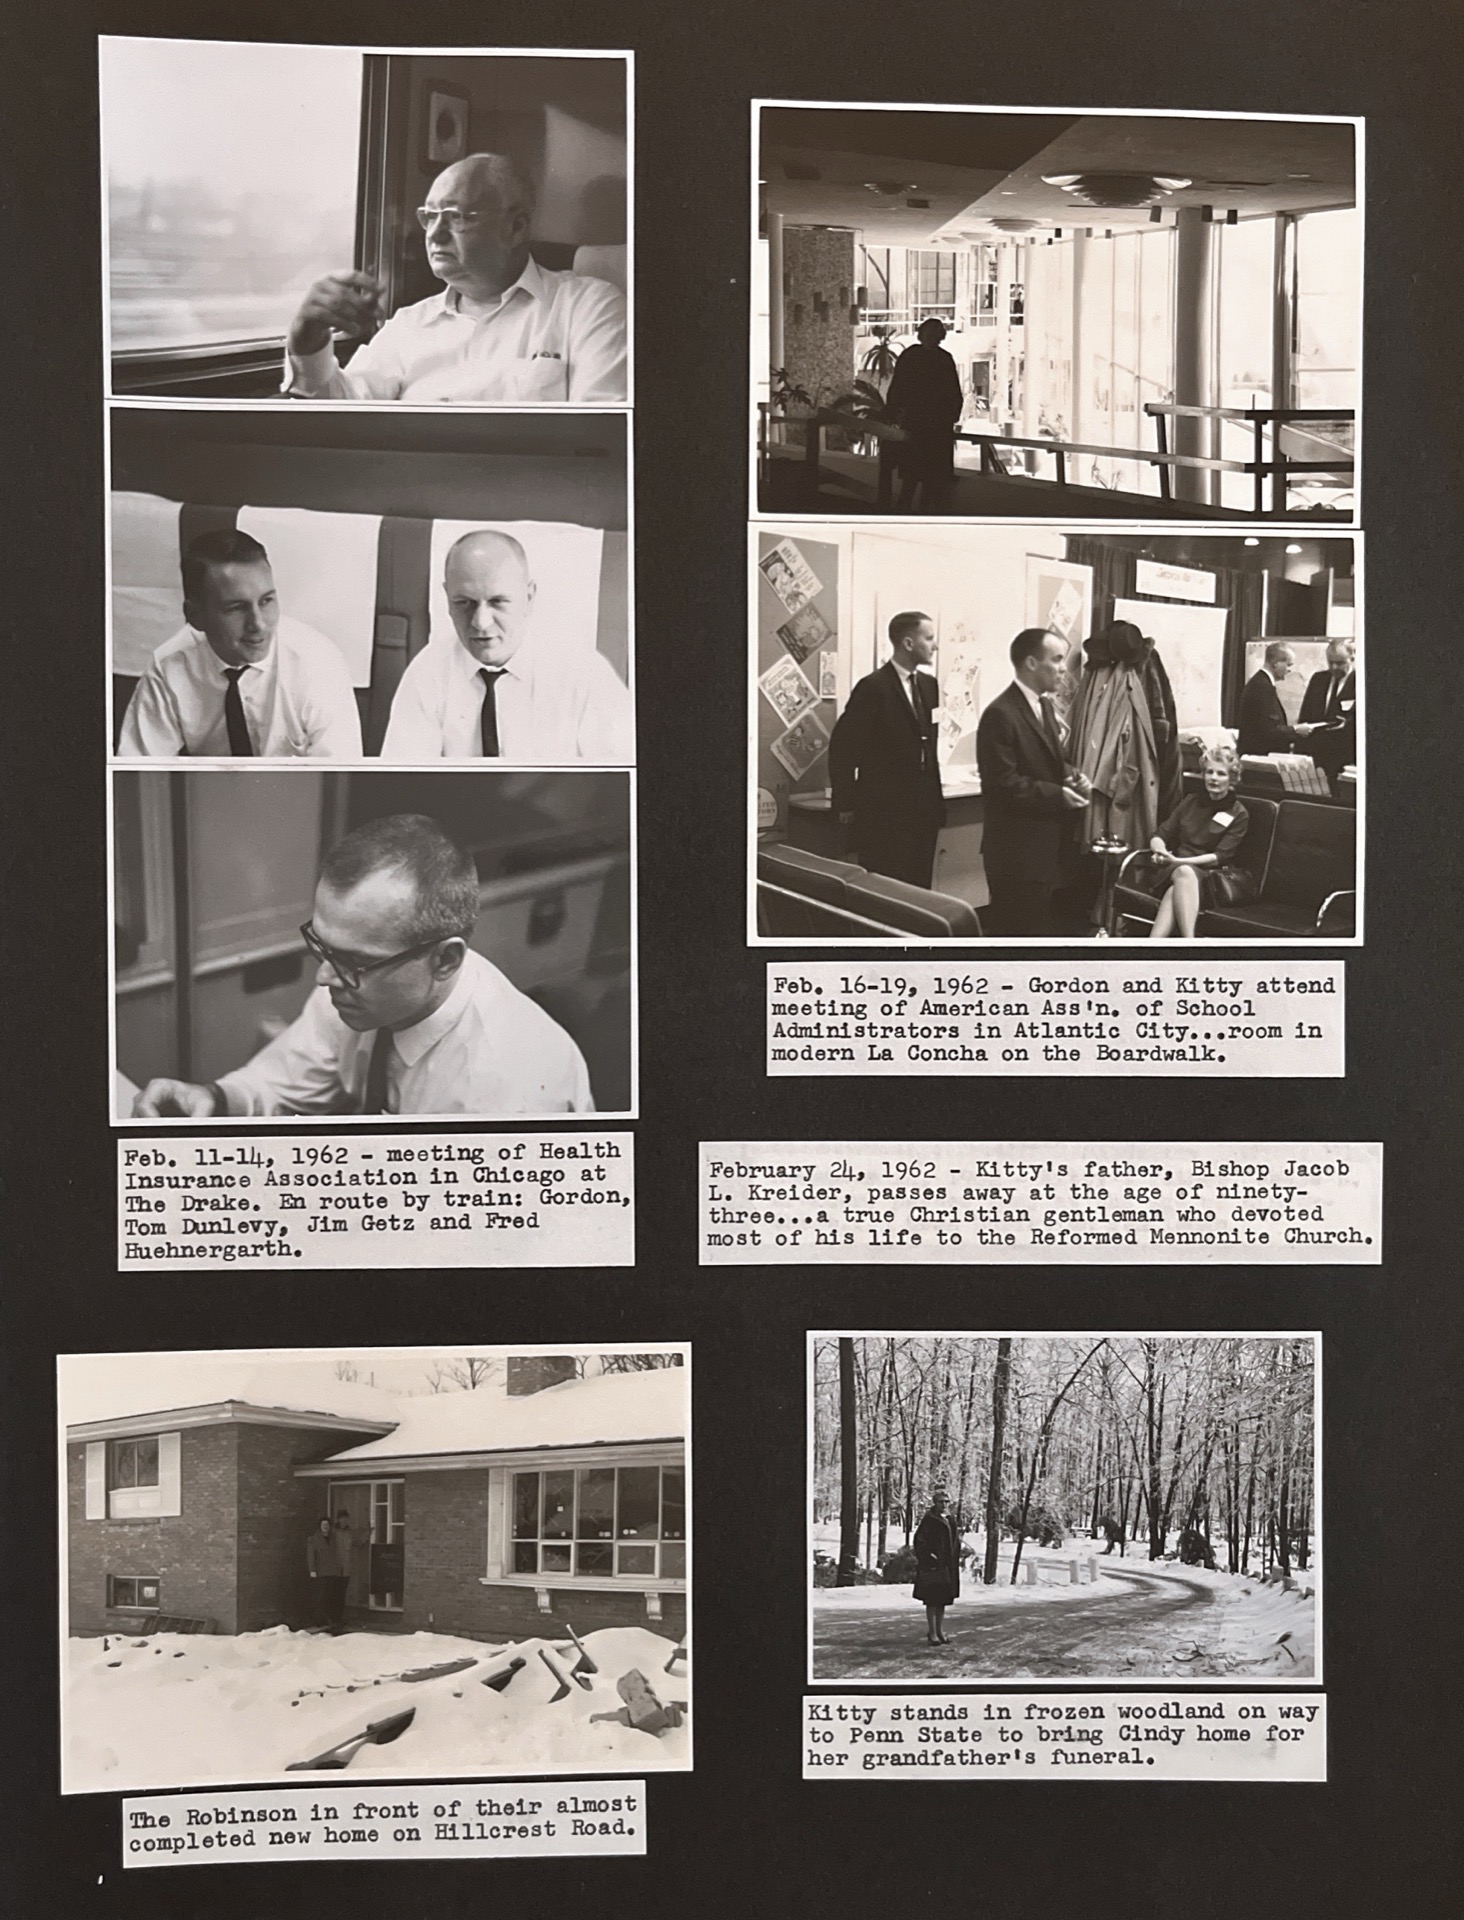 Feb. 11-14, 1962 - meeting of Health
Insurance Association in Chicago at
The Drake. En route by train: Gordon,
Tom Dunlevy, Jim Getz and Fred
Huehnergarth.
Feb. 16-19, 1962 - Gordon and Kitty attend
meeting of American Ass'n. of School
Administrators in Atlantic City...room in
modern La Concha on the Boardwalk.
February 24, 1962 - Kitty's father, Bishop Jacob
L. Kreider, passes away at the age of ninety-
three...a true Christian gentleman who devoted
most of his life to the Reformed Mennonite Church.
The Robinson in front of their almost
completed new home on Hillcrest Road.
Kitty stands in frozen woodland on way
to Penn State to bring Cindy home for
her grandfather's funeral.